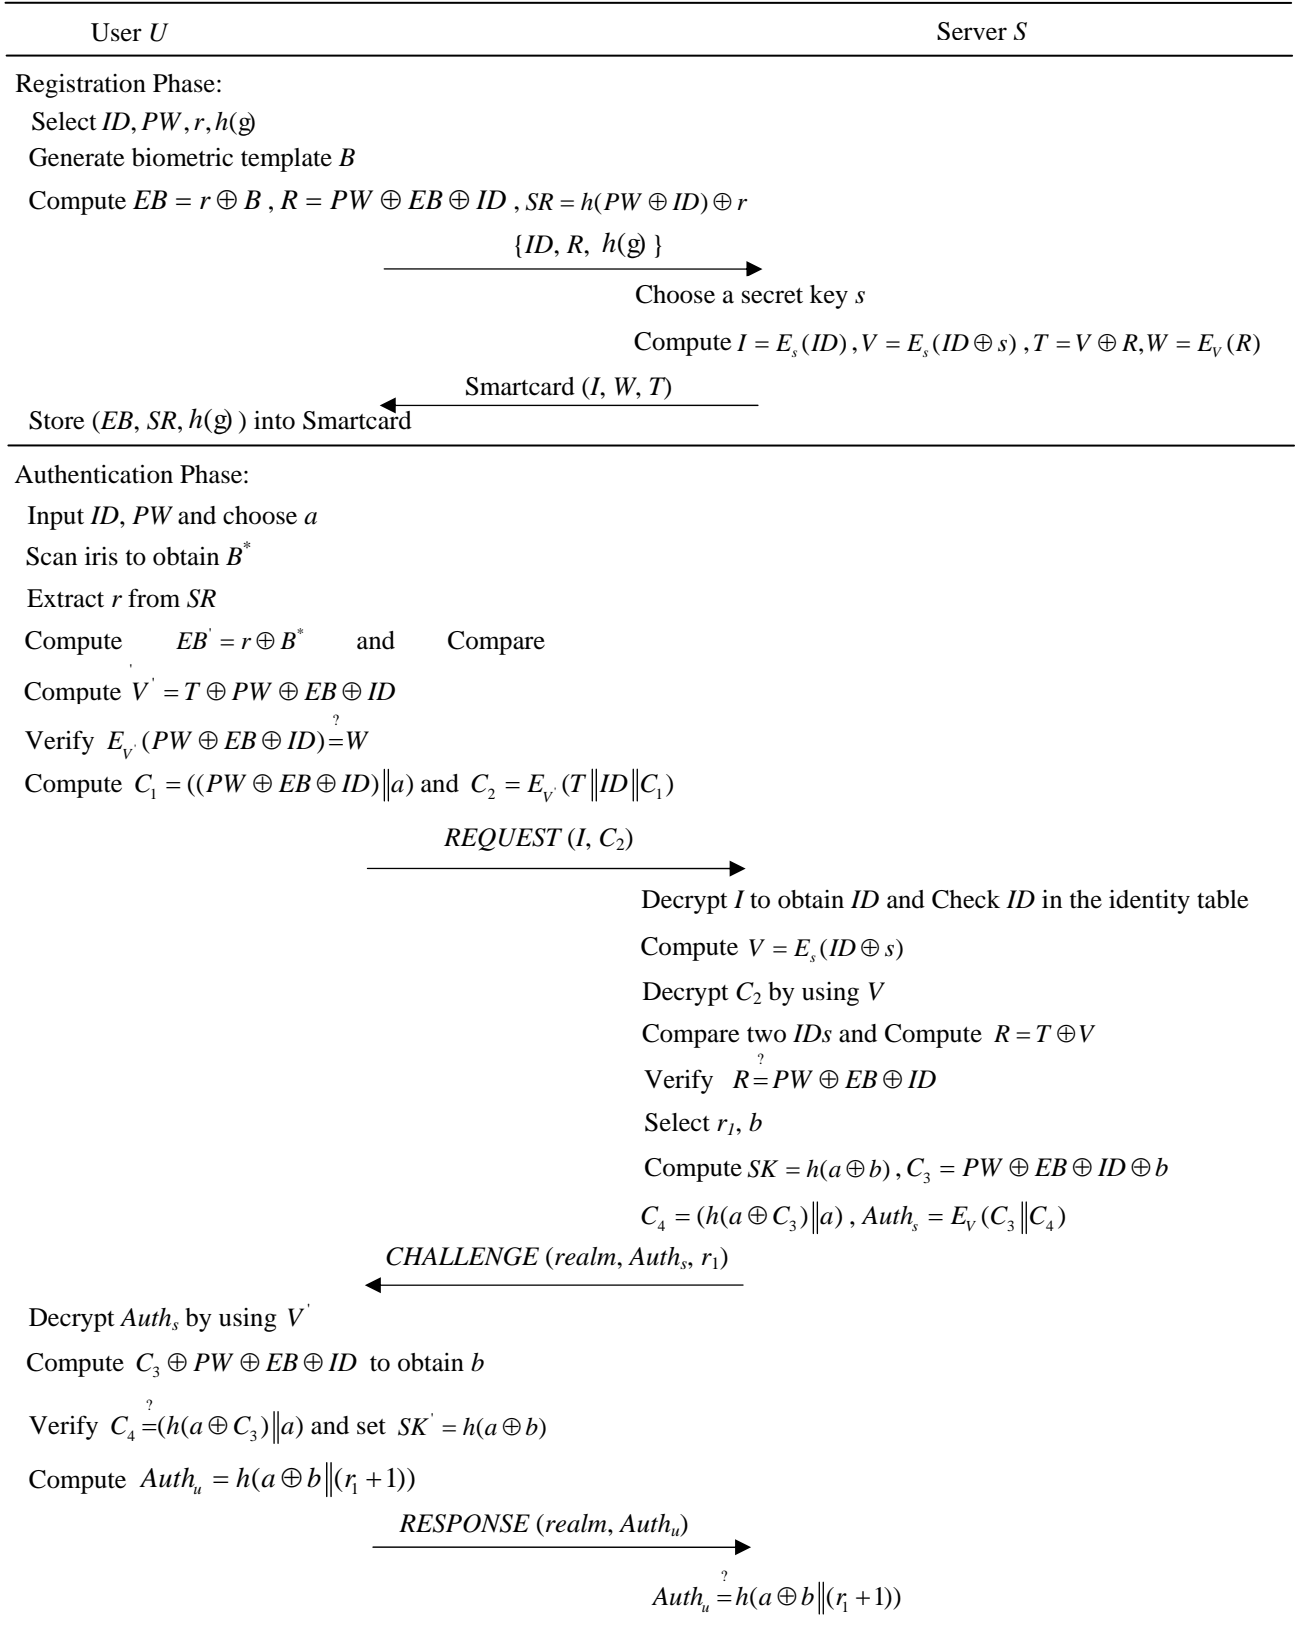 User U Server S
Registration Phase:
Select ID, PW, r, h(g)
Generate biometric template B
Compute EB = r ⊕ B , R = PW ⊕ EB ⊕ ID , SR = h(PW ⊕ ID) ⊕ r
{ID, R, h(g) }
Choose a secret key s
Compute I = E_s(ID) , V = E_s(ID ⊕ s) , T = V ⊕ R, W = E_V(R)
Smartcard (I, W, T)
Store (EB, SR, h(g) ) into Smartcard
Authentication Phase:
Input ID, PW and choose a
Scan iris to obtain B^*
Extract r from SR
Compute EB' = r ⊕ B^* and Compare
Compute V' = T ⊕ PW ⊕ EB ⊕ ID
Verify E_V'(PW ⊕ EB ⊕ ID) ?= W
Compute C_1 = ((PW ⊕ EB ⊕ ID)‖a) and C_2 = E_V'(T‖ID‖C_1)
REQUEST (I, C_2)
Decrypt I to obtain ID and Check ID in the identity table
Compute V = E_s(ID ⊕ s)
Decrypt C_2 by using V
Compare two IDs and Compute R = T ⊕ V
Verify R ?= PW ⊕ EB ⊕ ID
Select r_1, b
Compute SK = h(a ⊕ b) , C_3 = PW ⊕ EB ⊕ ID ⊕ b
C_4 = (h(a ⊕ C_3)‖a) , Auth_s = E_V(C_3‖C_4)
CHALLENGE (realm, Auth_s, r_1)
Decrypt Auth_s by using V'
Compute C_3 ⊕ PW ⊕ EB ⊕ ID to obtain b
Verify C_4 ?= (h(a ⊕ C_3)‖a) and set SK' = h(a ⊕ b)
Compute Auth_u = h(a ⊕ b‖(r_1 + 1))
RESPONSE (realm, Auth_u)
Auth_u ?= h(a ⊕ b‖(r_1 + 1))